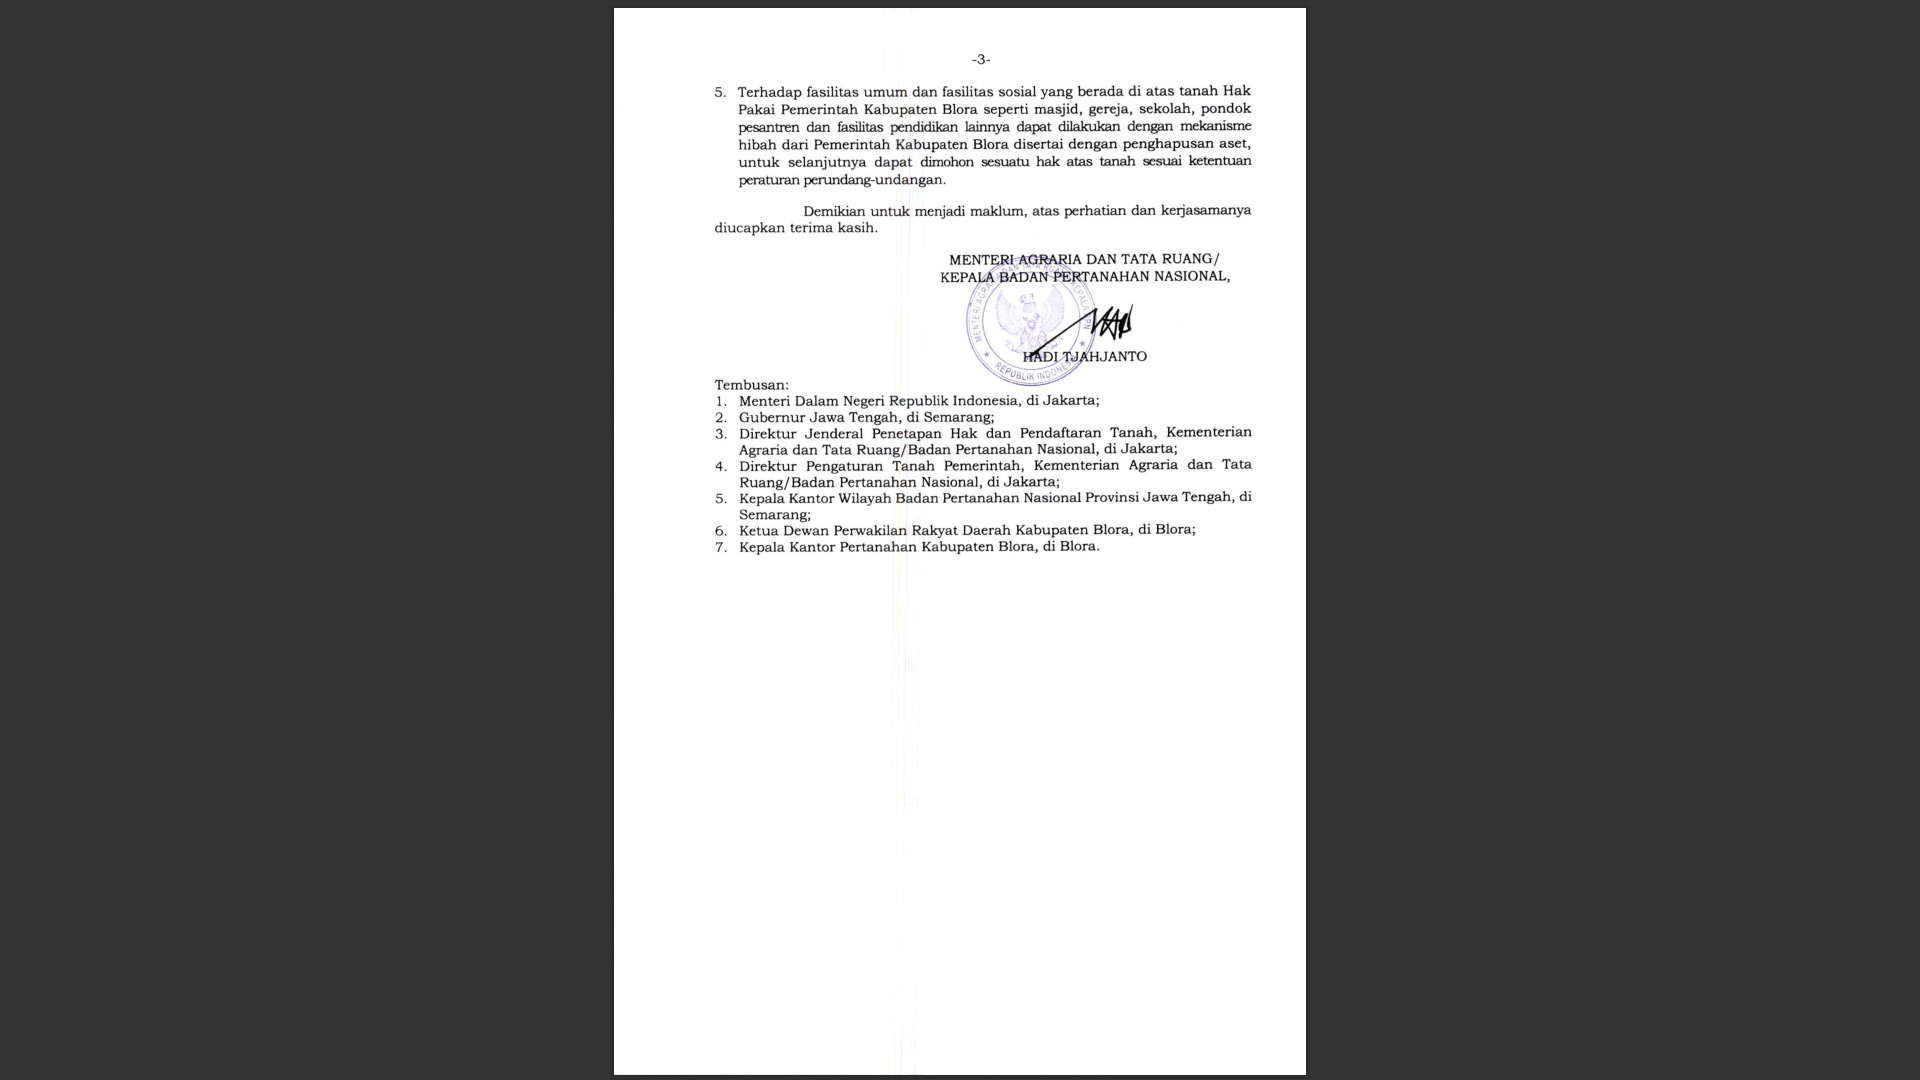 -3-
5. Terhadap fasilitas umum dan fasilitas sosial yang berada di atas tanah Hak
Pakai Pemerintah Kabupaten Blora seperti masjid, gereja, sekolah, pondok
pesantren dan fasilitas pendidikan lainnya dapat dilakukan dengan mekanisme
hibah dari Pemerintah Kabupaten Blora disertai dengan penghapusan aset,
untuk selanjutnya dapat dimohon sesuatu hak atas tanah sesuai ketentuan
peraturan perundang-undangan.
Demikian untuk menjadi maklum, atas perhatian dan kerjasamanya
diucapkan terima kasih.
MENTERI AGRARIA DAN TATA RUANG/
KEPALA BADAN PERTANAHAN NASIONAL,
MENTERI AGRARIA DAN TATA RUANG KEPALA BPN
REPUBLIK INDONESIA
HADI TJAHJANTO
Tembusan:
1. Menteri Dalam Negeri Republik Indonesia, di Jakarta;
2. Gubernur Jawa Tengah, di Semarang;
3. Direktur Jenderal Penetapan Hak dan Pendaftaran Tanah, Kementerian
Agraria dan Tata Ruang/Badan Pertanahan Nasional, di Jakarta;
4. Direktur Pengaturan Tanah Pemerintah, Kementerian Agraria dan Tata
Ruang/Badan Pertanahan Nasional, di Jakarta;
5. Kepala Kantor Wilayah Badan Pertanahan Nasional Provinsi Jawa Tengah, di
Semarang;
6. Ketua Dewan Perwakilan Rakyat Daerah Kabupaten Blora, di Blora;
7. Kepala Kantor Pertanahan Kabupaten Blora, di Blora.